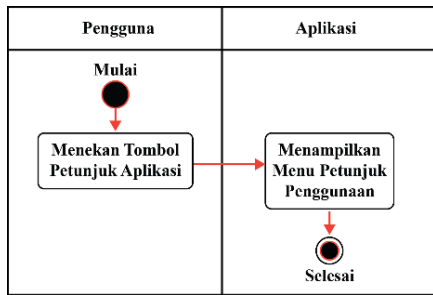 Pengguna
Aplikasi
Mulai
Menekan Tombol
Petunjuk Aplikasi
Menampilkan
Menu Petunjuk
Penggunaan
Selesai